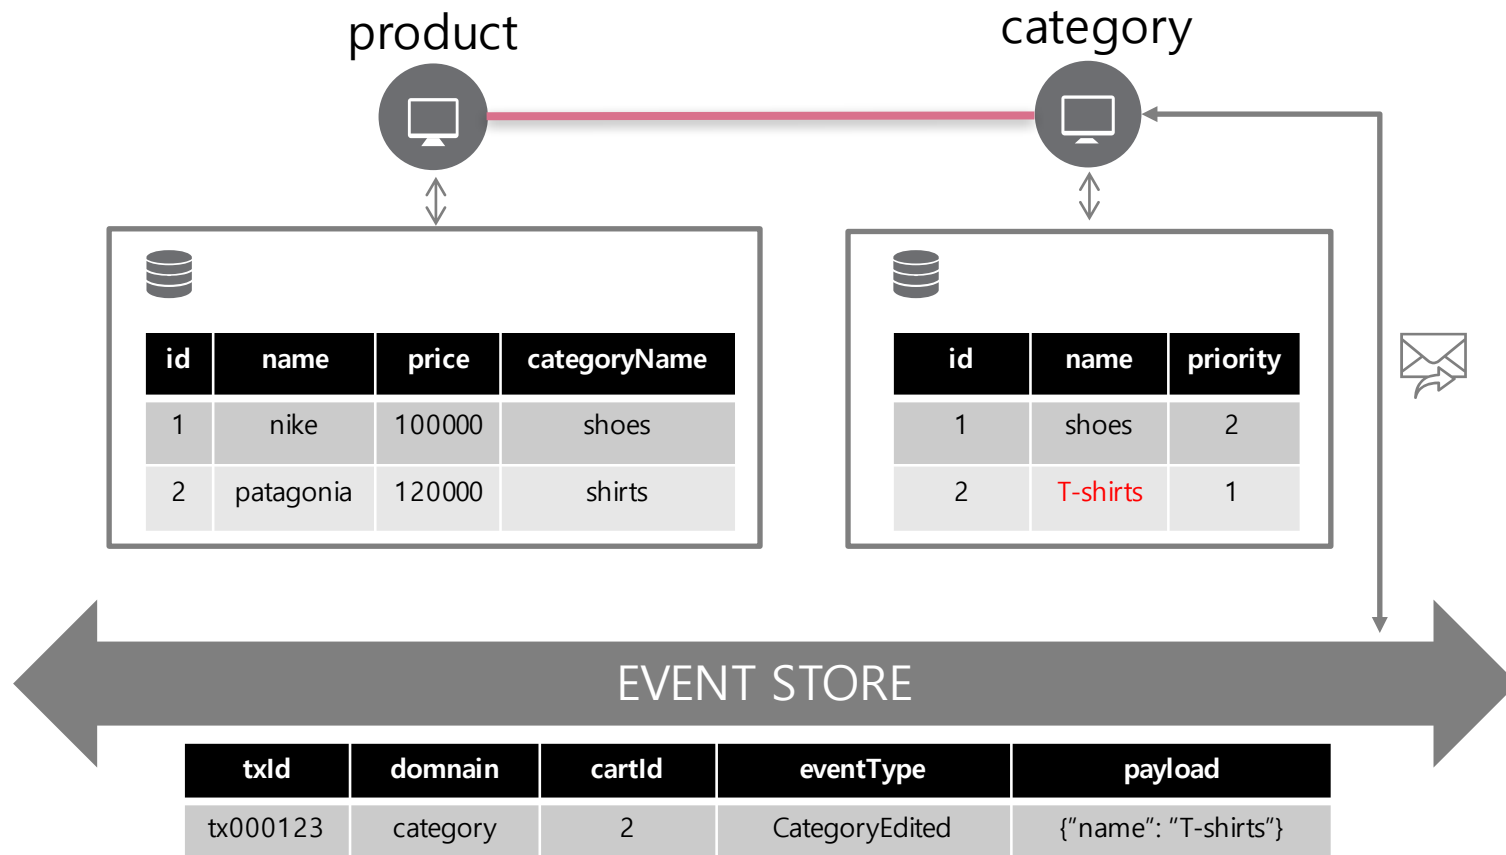 product
category
id name price categoryName
1 nike 100000 shoes
2 patagonia 120000 shirts
id name priority
1 shoes 2
2 T-shirts 1
EVENT STORE
txId domnain cartId eventType payload
tx000123 category 2 CategoryEdited {"name": "T-shirts"}